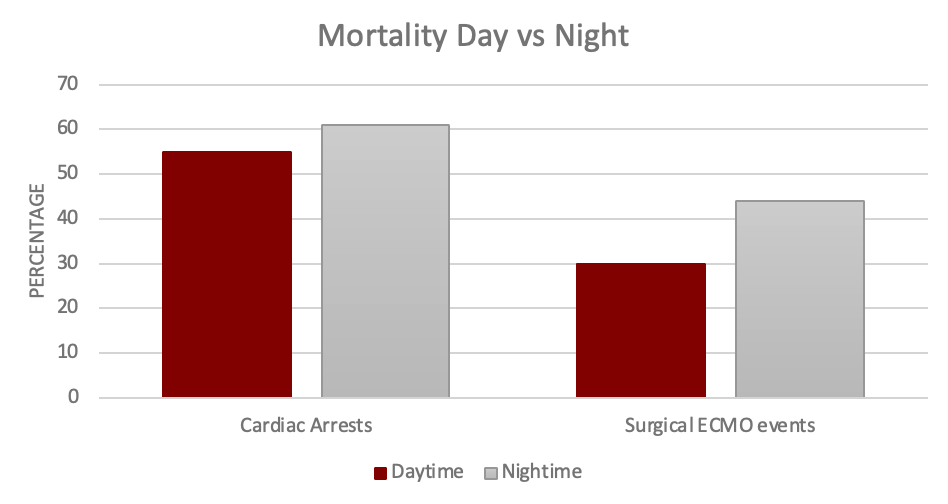 Mortality Day vs Night
PERCENTAGE
70
60
50
40
30
20
10
0
Cardiac Arrests
Surgical ECMO events
Daytime
Nightime